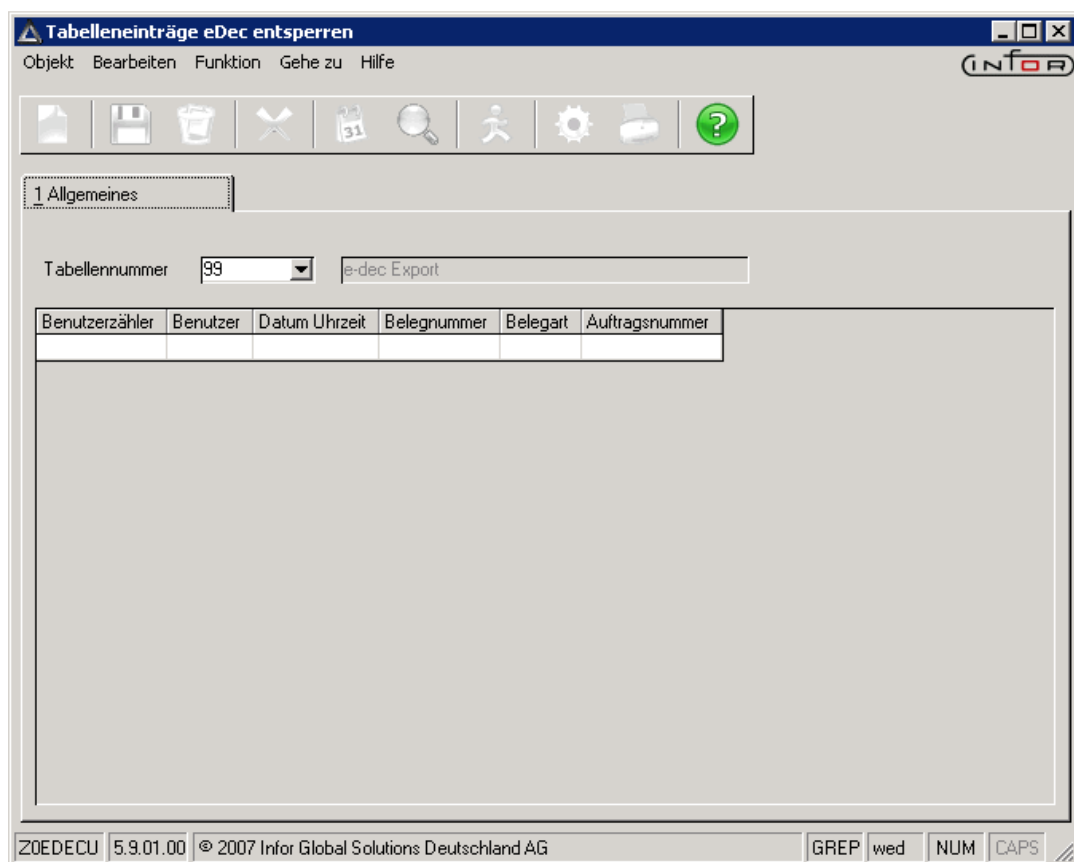 Tabelleneinträge eDec entsperren
Objekt Bearbeiten Funktion Gehe zu Hilfe
infor
31
?
1 Allgemeines
Tabellennummer 99 e-dec Export
Benutzerzähler Benutzer Datum Uhrzeit Belegnummer Belegart Auftragsnummer
Z0EDECU 5.9.01.00 © 2007 Infor Global Solutions Deutschland AG GREP wed NUM CAPS